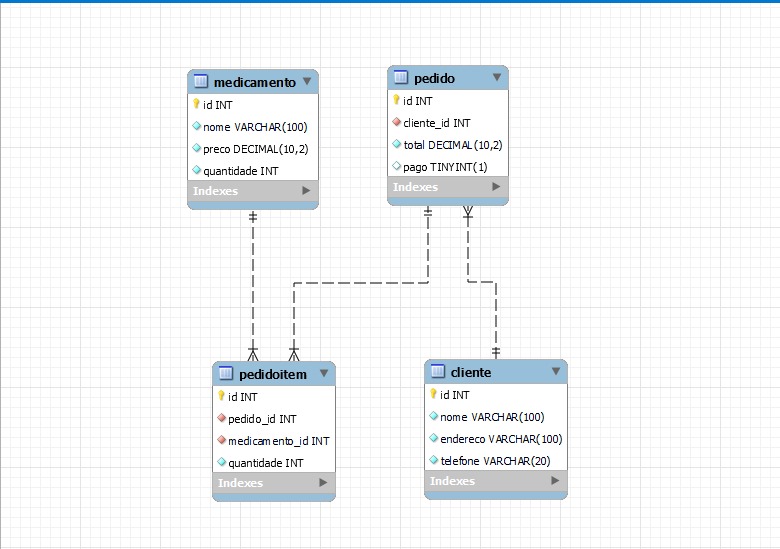 medicamento
id INT
nome VARCHAR(100)
preco DECIMAL(10,2)
quantidade INT
Indexes
pedido
id INT
cliente_id INT
total DECIMAL(10,2)
pago TINYINT(1)
Indexes
pedidoitem
id INT
pedido_id INT
medicamento_id INT
quantidade INT
Indexes
cliente
id INT
nome VARCHAR(100)
endereco VARCHAR(100)
telefone VARCHAR(20)
Indexes